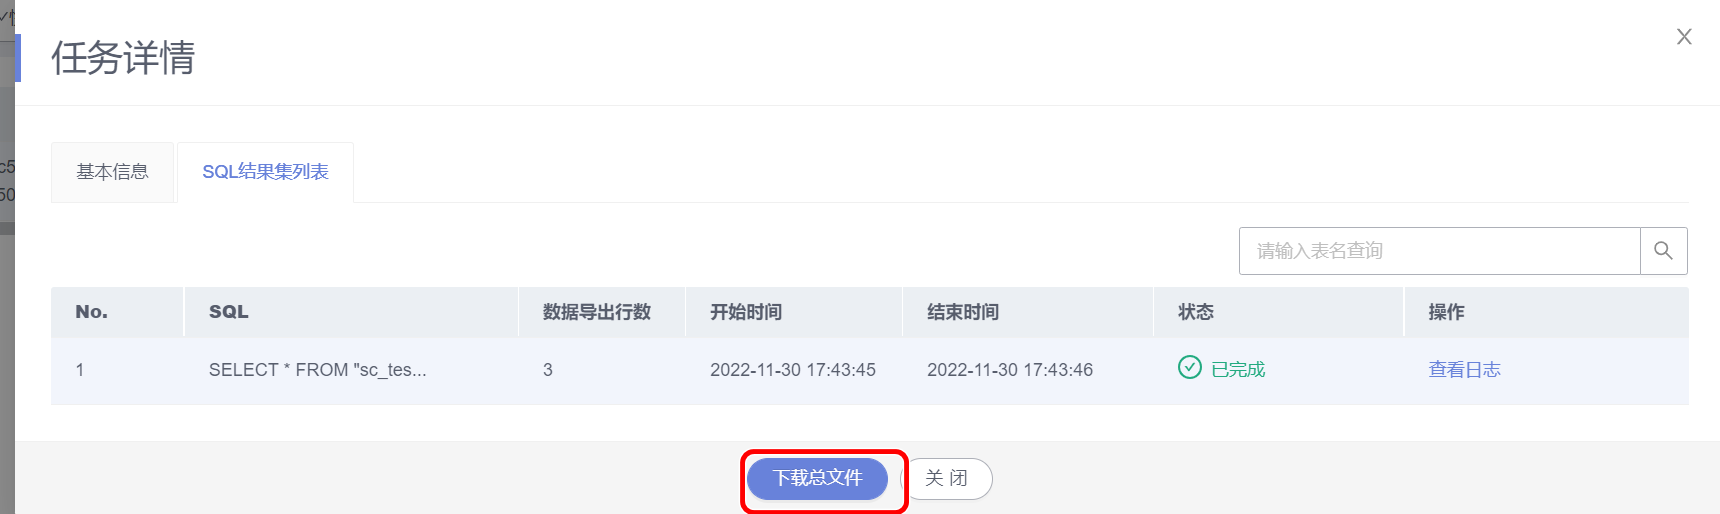 任务详情
基本信息 SQL结果集列表
请输入表名查询
No. SQL 数据导出行数 开始时间 结束时间 状态 操作
1 SELECT * FROM "sc_tes... 3 2022-11-30 17:43:45 2022-11-30 17:43:46 已完成 查看日志
下载总文件 关 闭
c5
50